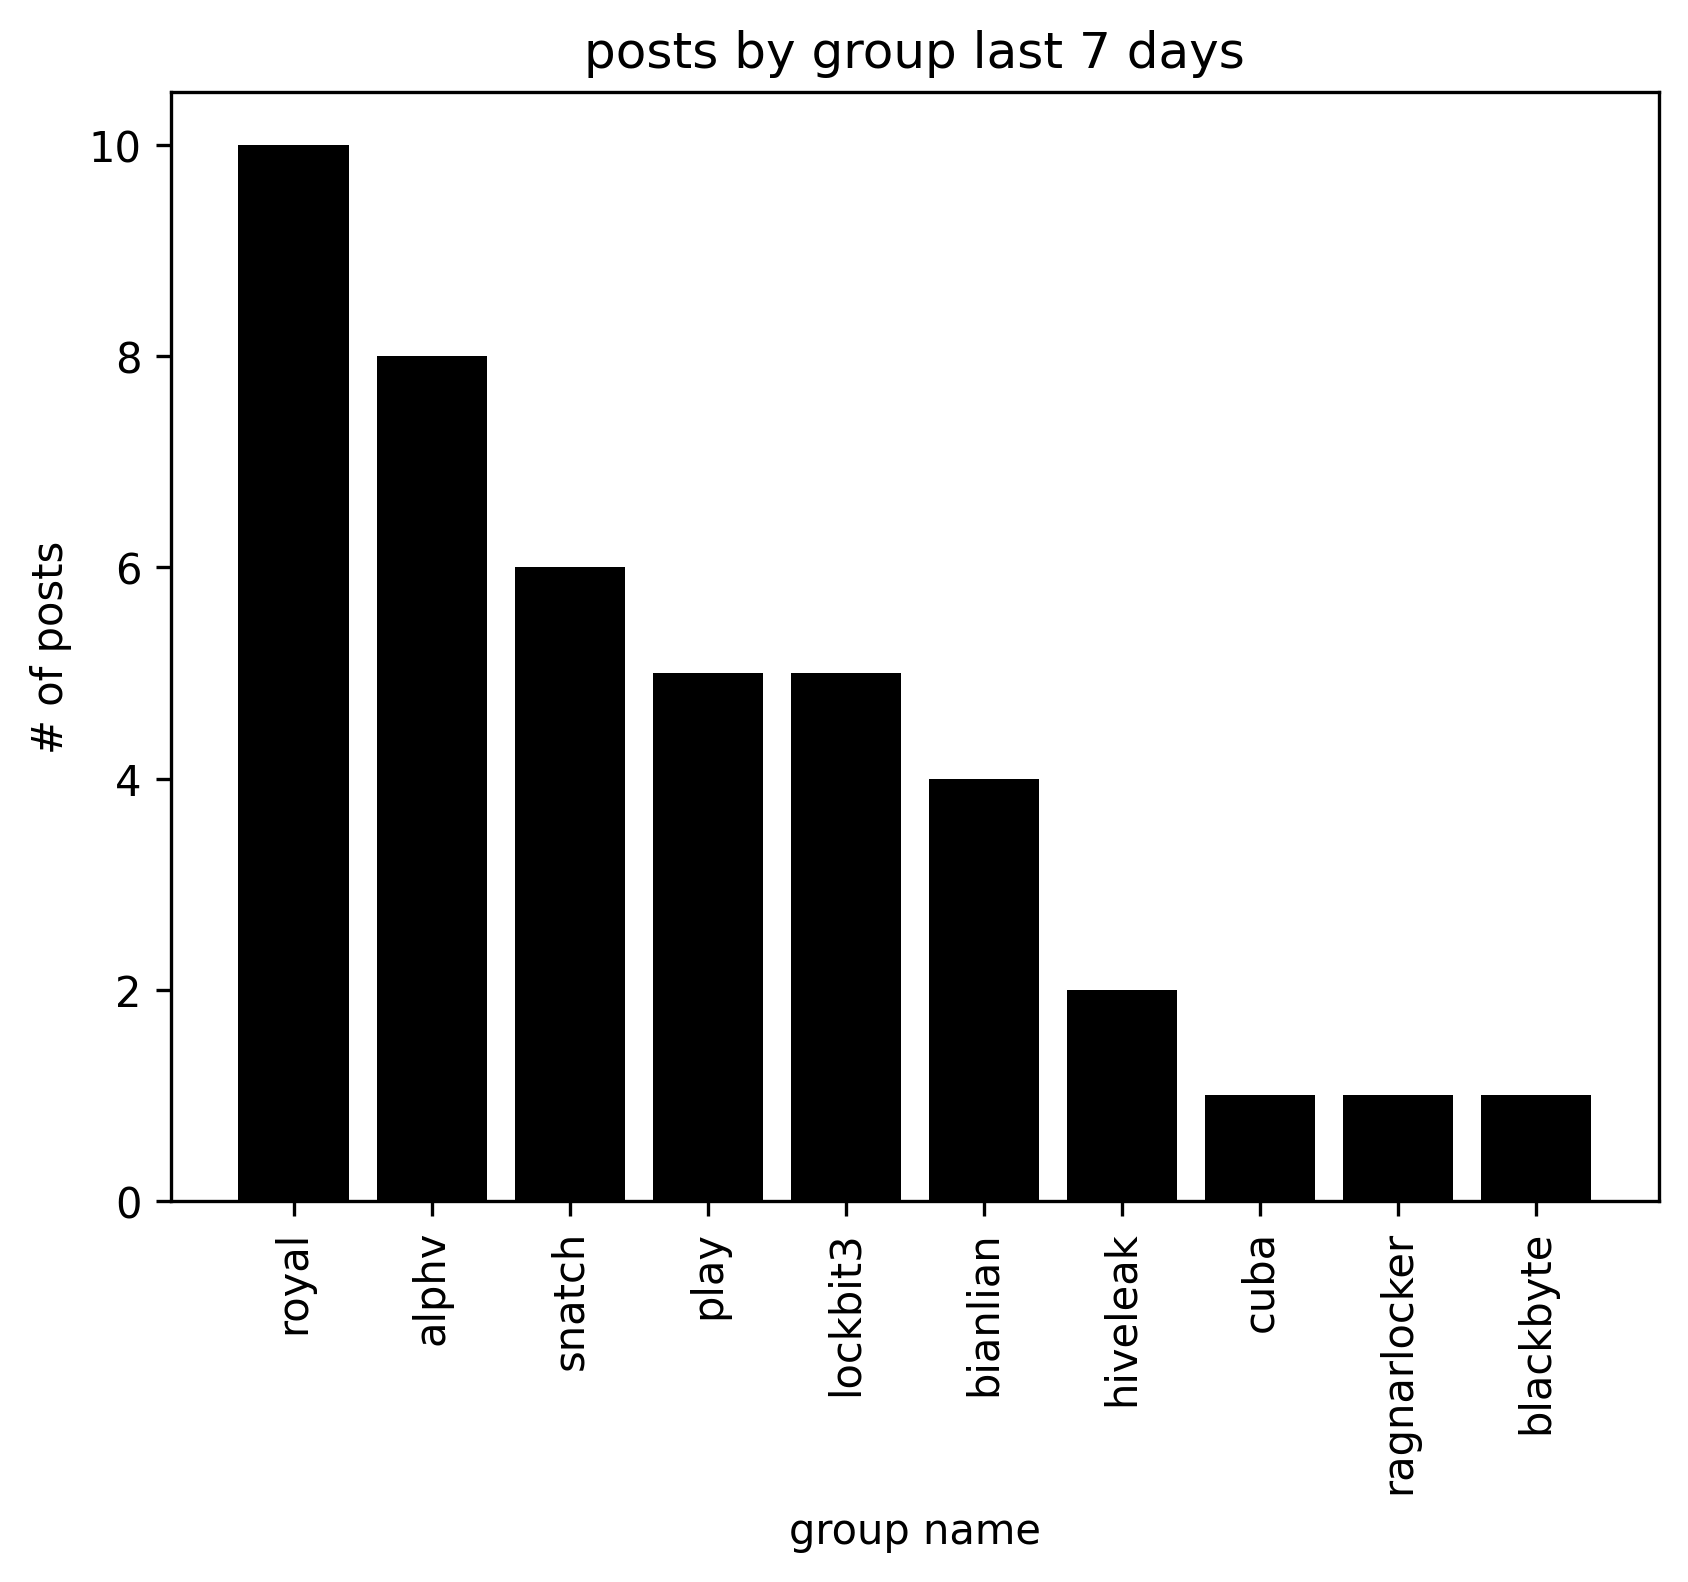 posts by group last 7 days
# of posts
10
8
6
4
2
0
royal
alphv
snatch
play
lockbit3
bianlian
hiveleak
cuba
ragnarlocker
blackbyte
group name